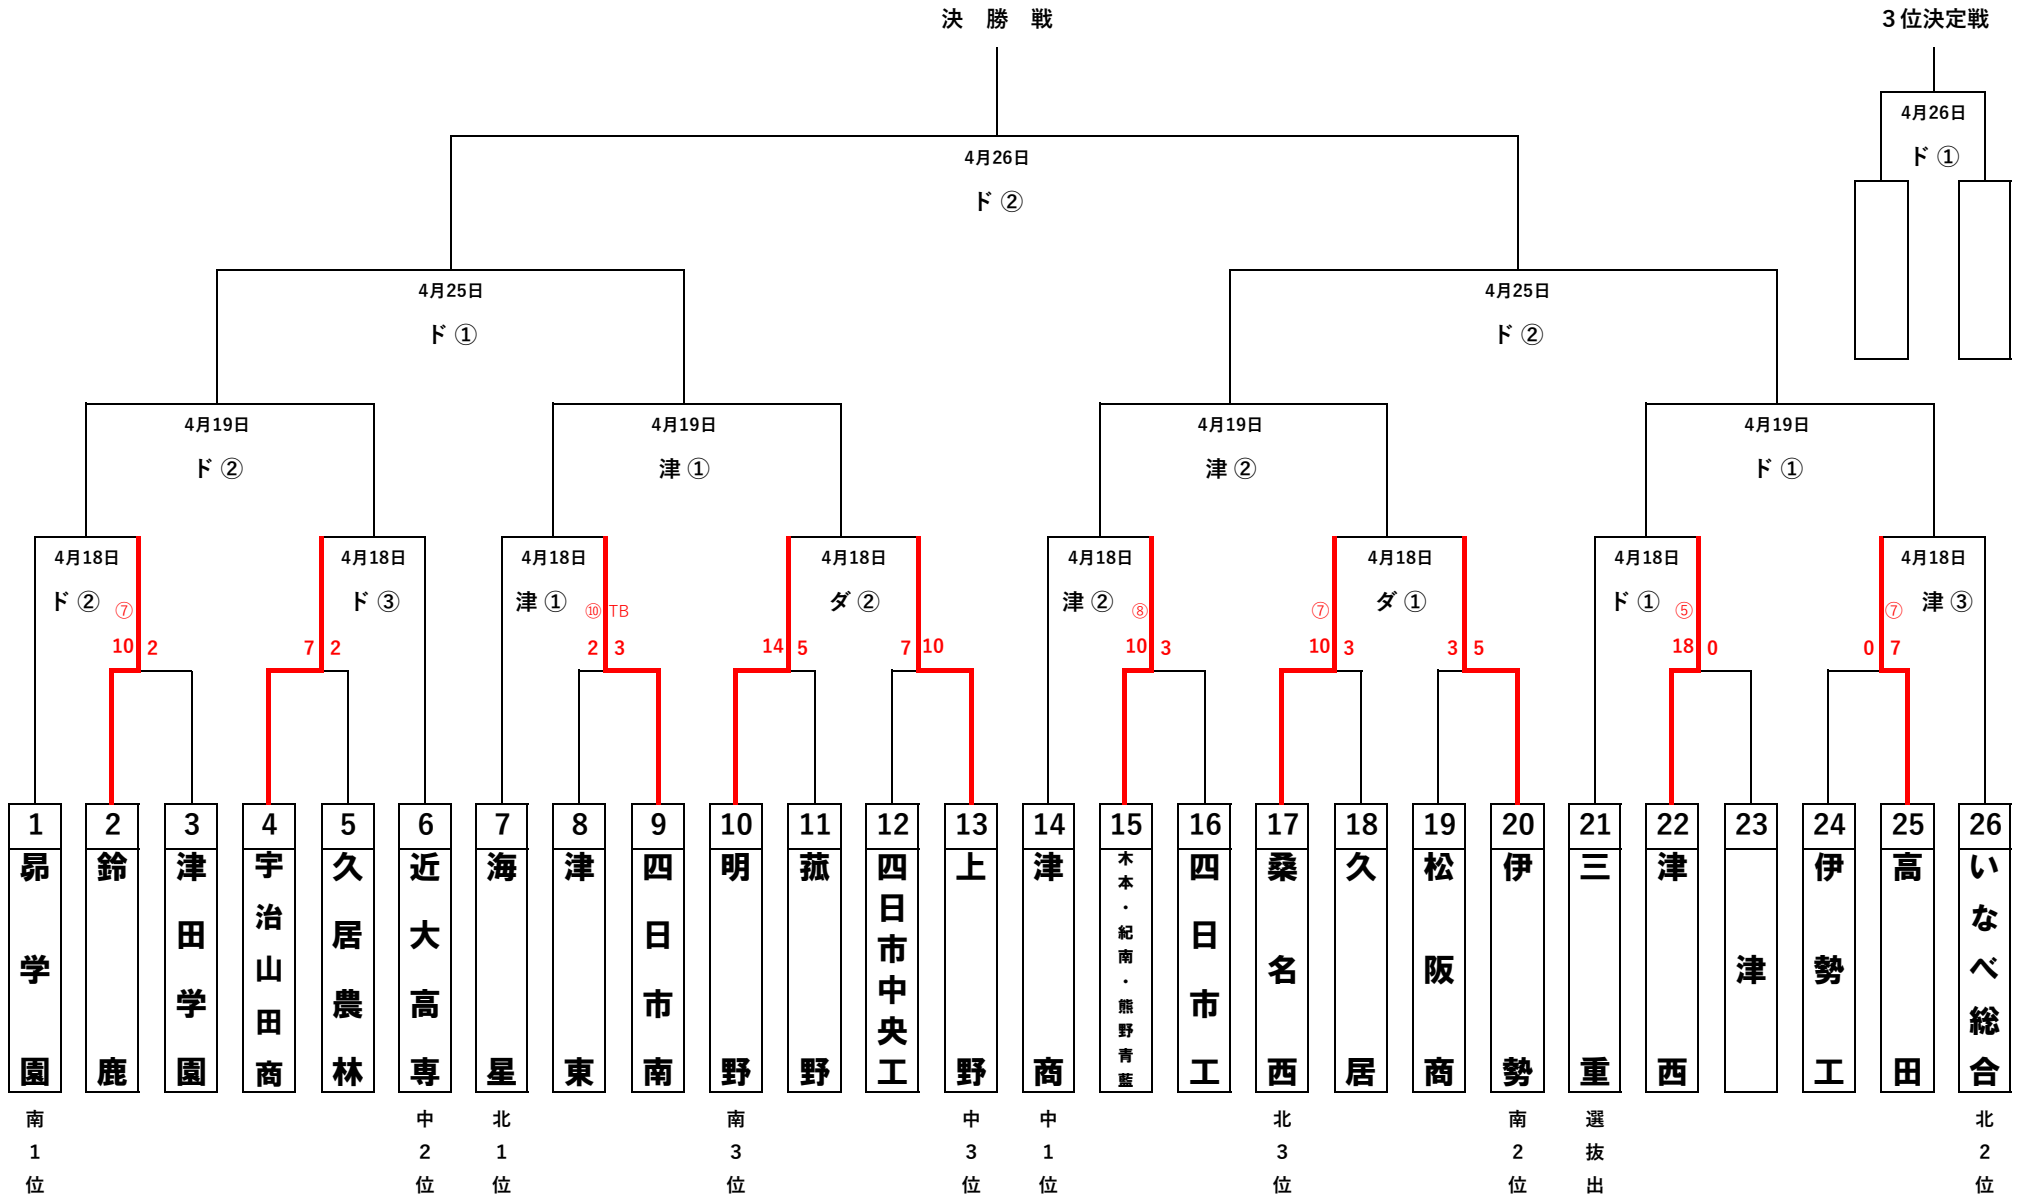 決　勝　戦
３位決定戦
4月26日
ド ①
4月26日
ド ②
4月25日
ド ①
4月25日
ド ②
4月19日
ド ②
4月19日
津 ①
4月19日
津 ②
4月19日
ド ①
4月18日
ド ②
⑦
10 2
4月18日
ド ③
7 2
4月18日
津 ①
⑩ TB
2 3
14 5
4月18日
ダ ②
7 10
4月18日
津 ②
⑧
10 3
⑦
10 3
4月18日
ダ ①
3 5
4月18日
ド ①
⑤
18 0
4月18日
津 ③
⑦
0 7
1
昴学園
南1位
2
鈴鹿
3
津田学園
4
宇治山田商
5
久居農林
6
近大高専
中2位
7
海星
北1位
8
津東
9
四日市南
10
明野
南3位
11
菰野
12
四日市中央工
13
上野
中3位
14
津商
中1位
15
木本・紀南・熊野青藍
16
四日市工
17
桑名西
北3位
18
久居
19
松阪商
20
伊勢
南2位
21
三重
選抜出
22
津西
23
津
24
伊勢工
25
高田
26
いなべ総合
北2位